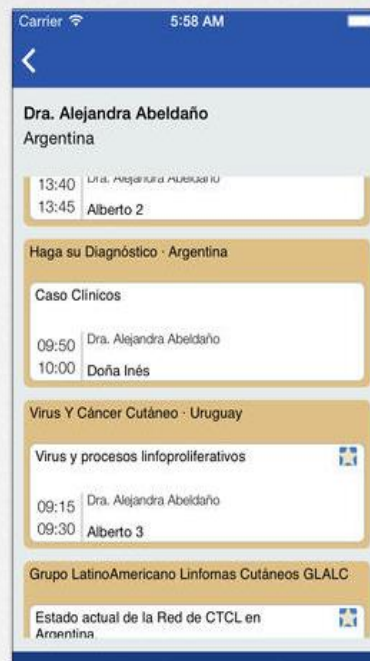 Carrier 5:58 AM
Dra. Alejandra Abeldaño
Argentina
13:40 Dra. Alejandra Abeldaño
13:45 Alberto 2
Haga su Diagnóstico · Argentina
Caso Clínicos
09:50 Dra. Alejandra Abeldaño
10:00 Doña Inés
Virus Y Cáncer Cutáneo · Uruguay
Virus y procesos linfoproliferativos
09:15 Dra. Alejandra Abeldaño
09:30 Alberto 3
Grupo LatinoAmericano Linfomas Cutáneos GLALC
Estado actual de la Red de CTCL en
Argentina.